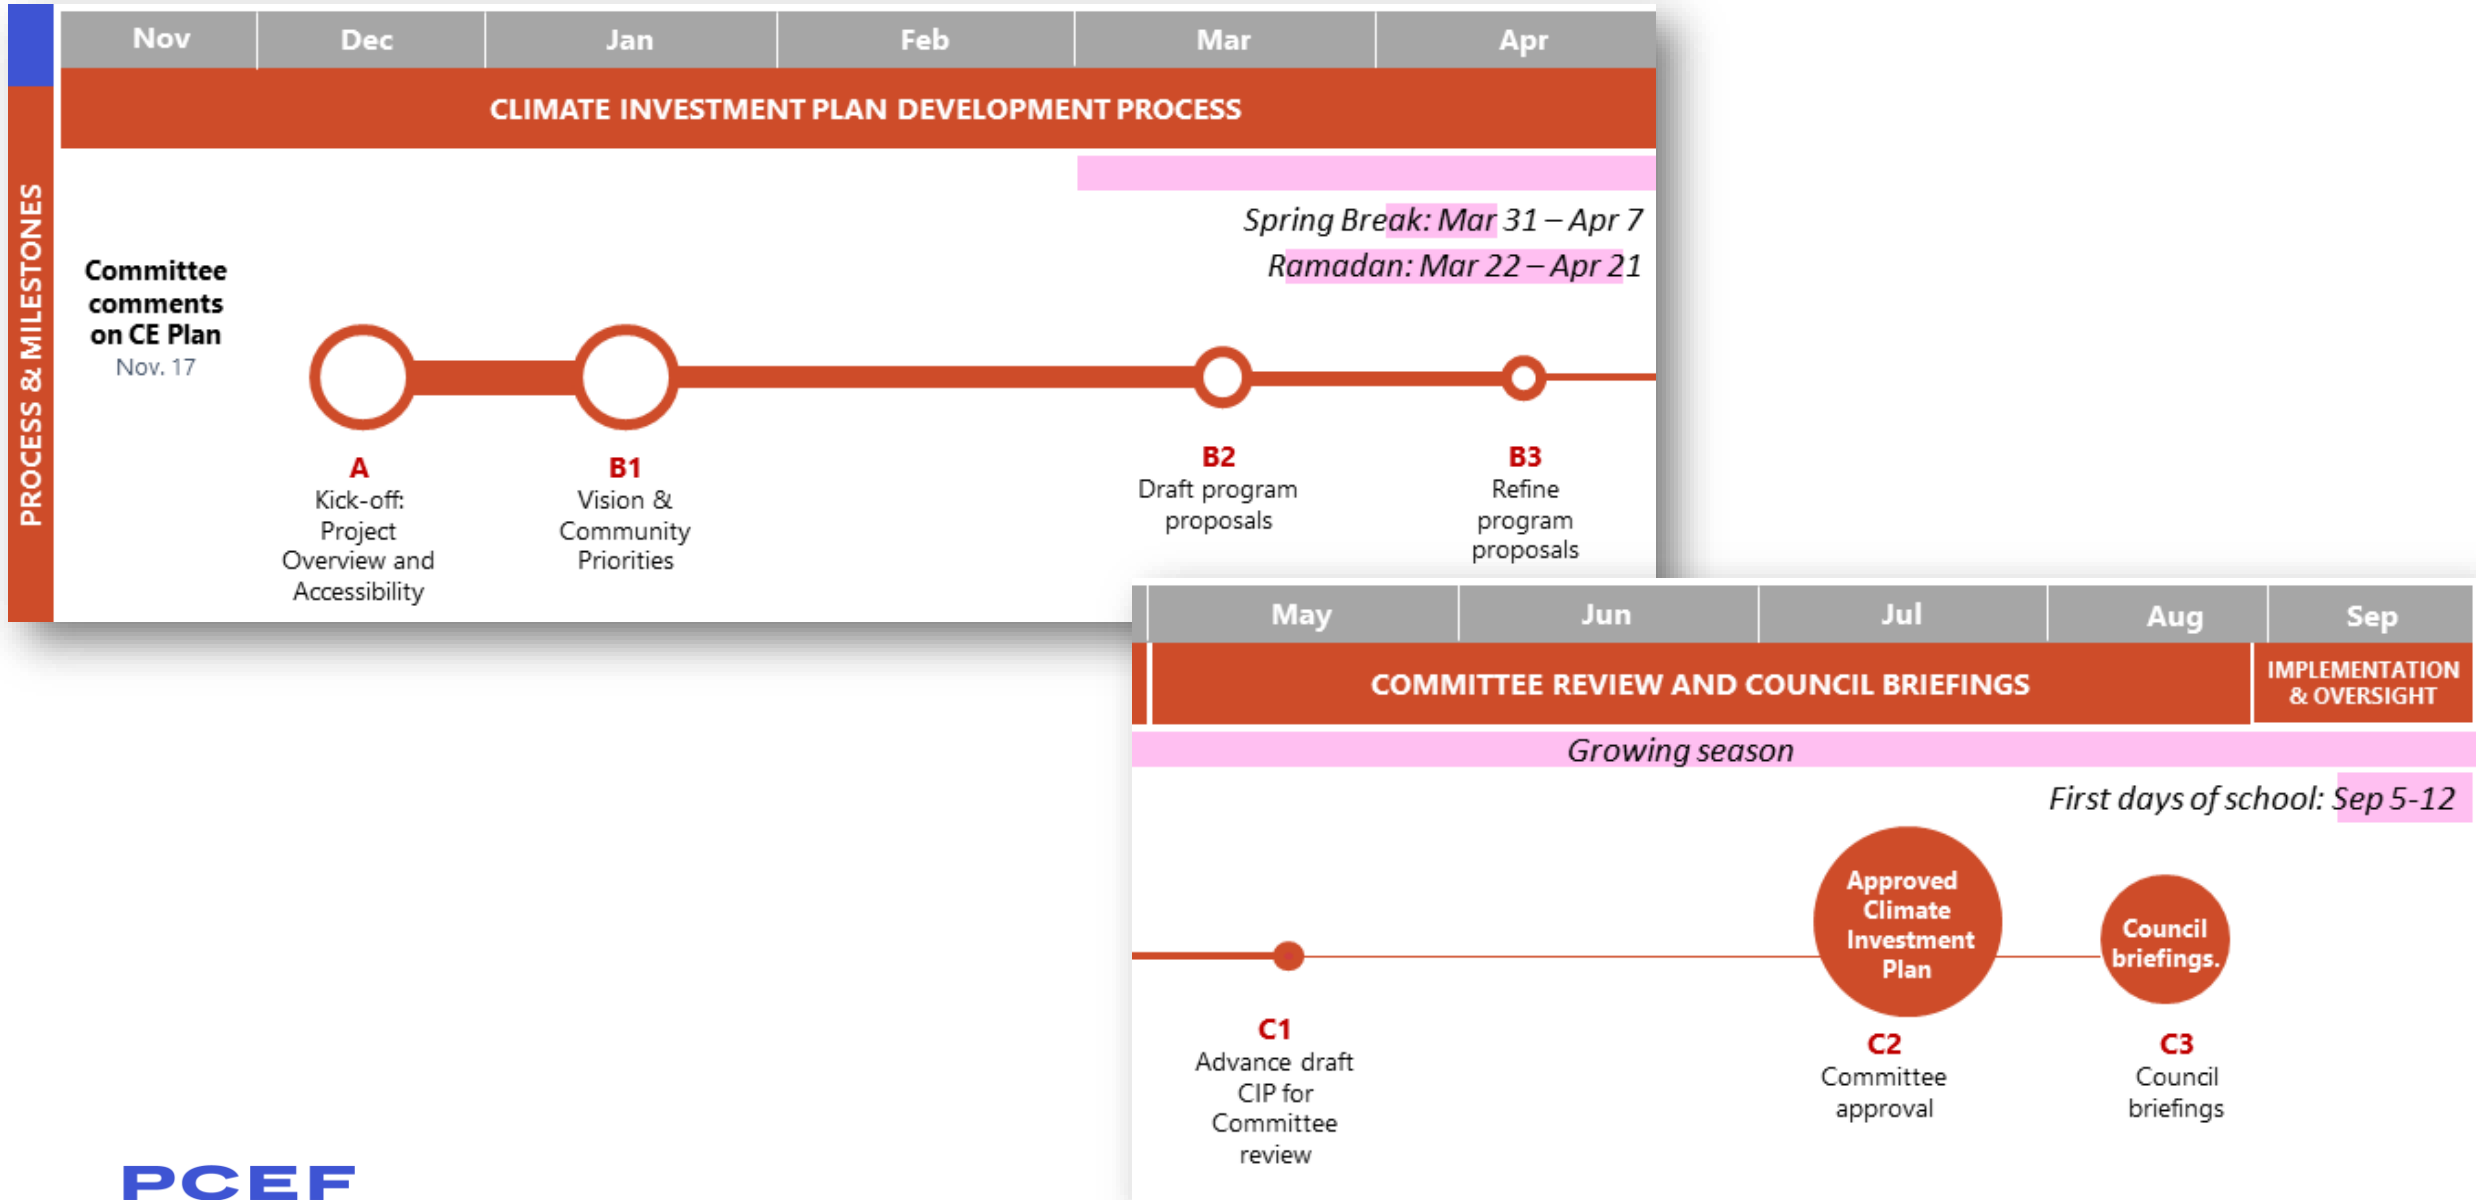 Nov Dec Jan Feb Mar Apr
CLIMATE INVESTMENT PLAN DEVELOPMENT PROCESS
PROCESS & MILESTONES
Spring Break: Mar 31 – Apr 7
Ramadan: Mar 22 – Apr 21
Committee
comments
on CE Plan
Nov. 17
A
Kick-off:
Project
Overview and
Accessibility
B1
Vision &
Community
Priorities
B2
Draft program
proposals
B3
Refine
program
proposals
May Jun Jul Aug Sep
COMMITTEE REVIEW AND COUNCIL BRIEFINGS
IMPLEMENTATION
& OVERSIGHT
Growing season
First days of school: Sep 5-12
Approved
Climate
Investment
Plan
Council
briefings.
C1
Advance draft
CIP for
Committee
review
C2
Committee
approval
C3
Council
briefings
PCEF